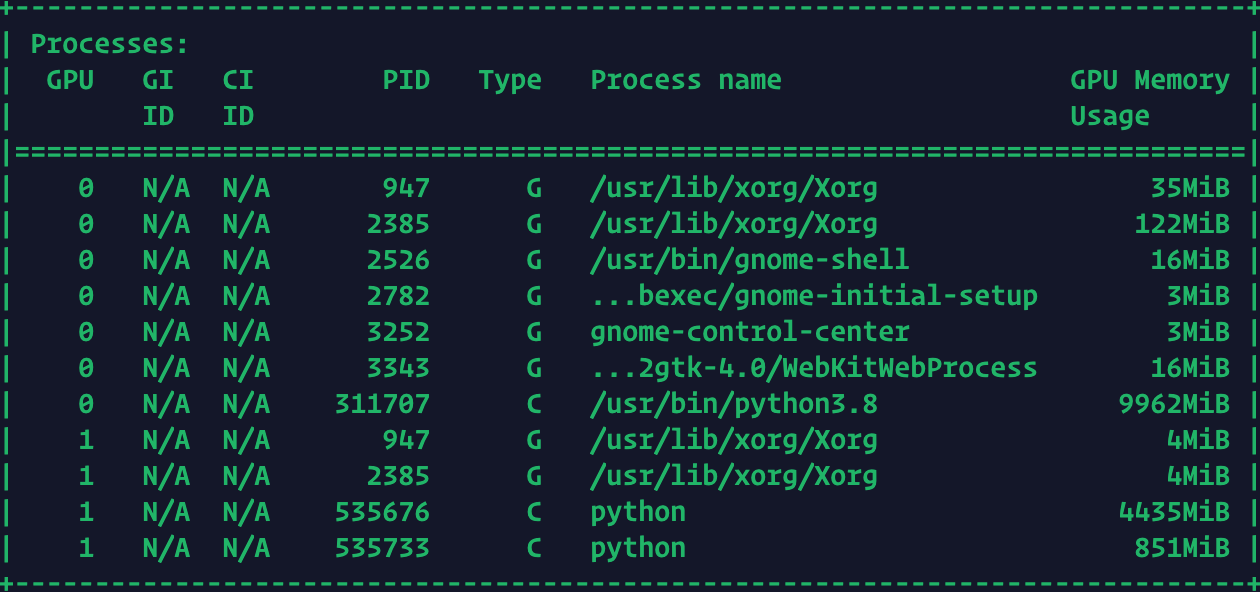 +-----------------------------------------------------------------------------+
| Processes:                                                                  |
|  GPU   GI   CI        PID   Type   Process name                  GPU Memory |
|        ID   ID                                                   Usage      |
|=============================================================================|
|    0   N/A  N/A       947      G   /usr/lib/xorg/Xorg                 35MiB |
|    0   N/A  N/A      2385      G   /usr/lib/xorg/Xorg                122MiB |
|    0   N/A  N/A      2526      G   /usr/bin/gnome-shell               16MiB |
|    0   N/A  N/A      2782      G   ...bexec/gnome-initial-setup        3MiB |
|    0   N/A  N/A      3252      G   gnome-control-center                3MiB |
|    0   N/A  N/A      3343      G   ...2gtk-4.0/WebKitWebProcess       16MiB |
|    0   N/A  N/A    311707      C   /usr/bin/python3.8               9962MiB |
|    1   N/A  N/A       947      G   /usr/lib/xorg/Xorg                  4MiB |
|    1   N/A  N/A      2385      G   /usr/lib/xorg/Xorg                  4MiB |
|    1   N/A  N/A    535676      C   python                           4435MiB |
|    1   N/A  N/A    535733      C   python                            851MiB |
+-----------------------------------------------------------------------------+